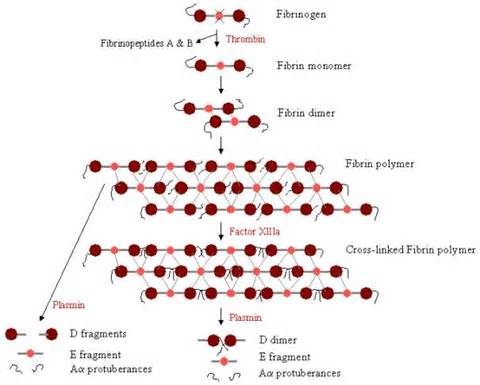 Fibrinogen
Thrombin
Fibrinopeptides A & B
Fibrin monomer
Fibrin dimer
Fibrin polymer
Factor XIIIa
Cross-linked Fibrin polymer
Plasmin
Plasmin
D fragments
E fragment
Aα protuberances
D dimer
E fragment
Aα protuberances